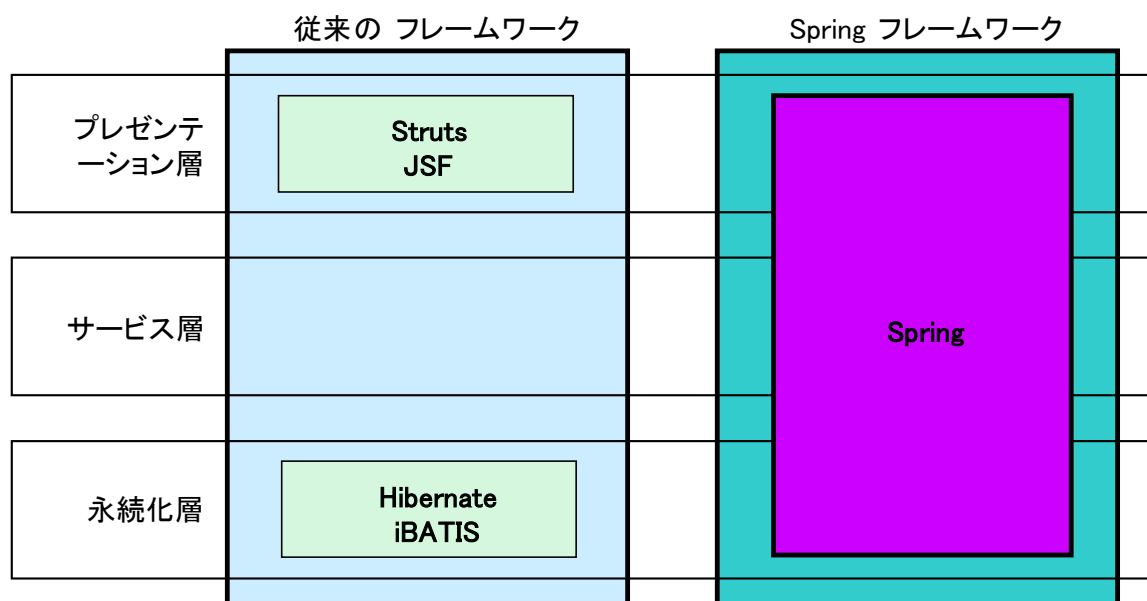 従来の フレームワーク
Spring フレームワーク
プレゼンテ
ーション層
Struts
JSF
サービス層
Spring
永続化層
Hibernate
iBATIS